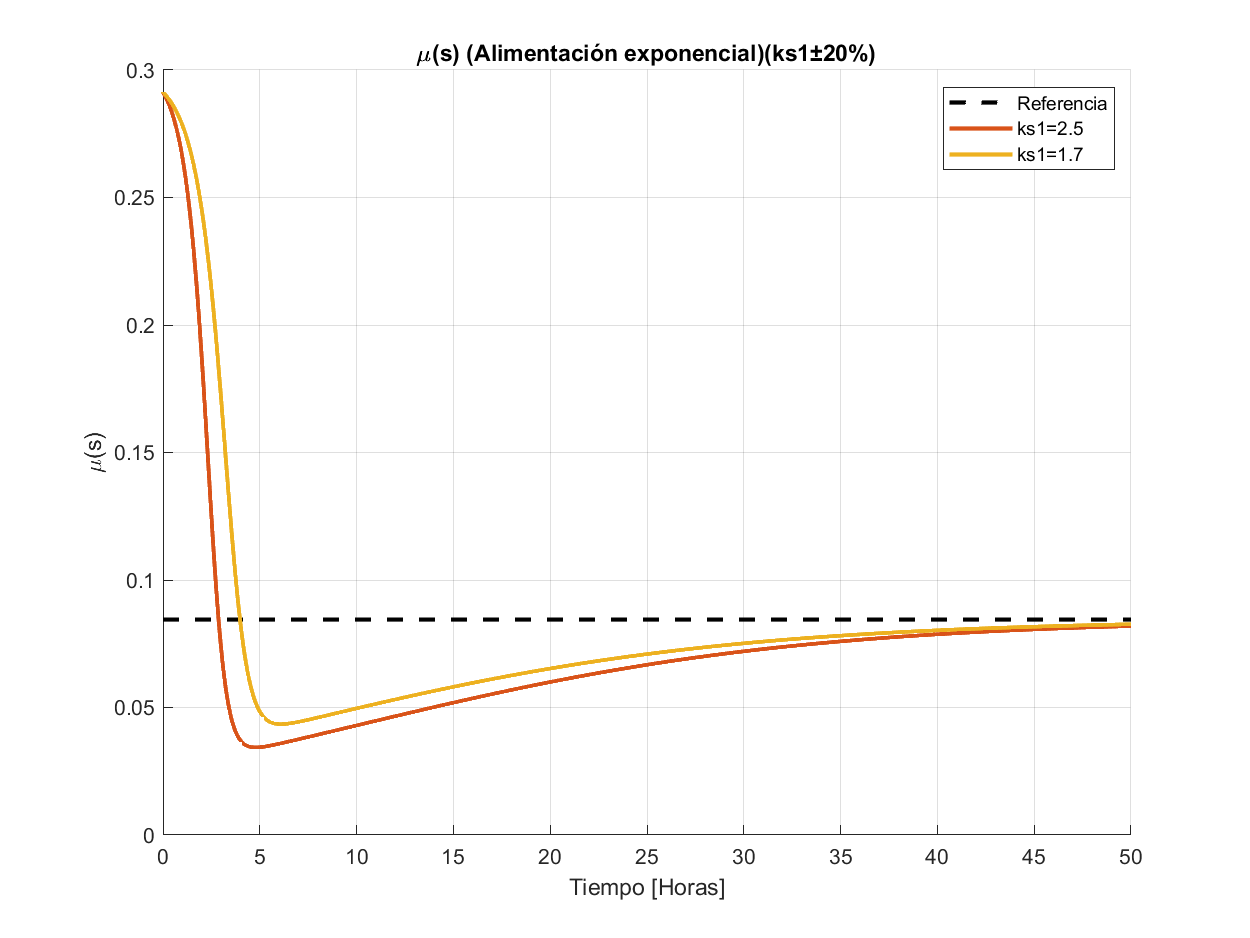 μ(s) (Alimentación exponencial)(ks1±20%)
Referencia
ks1=2.5
ks1=1.7
0.3
0.25
0.2
0.15
0.1
0.05
0
μ(s)
0 5 10 15 20 25 30 35 40 45 50
Tiempo [Horas]